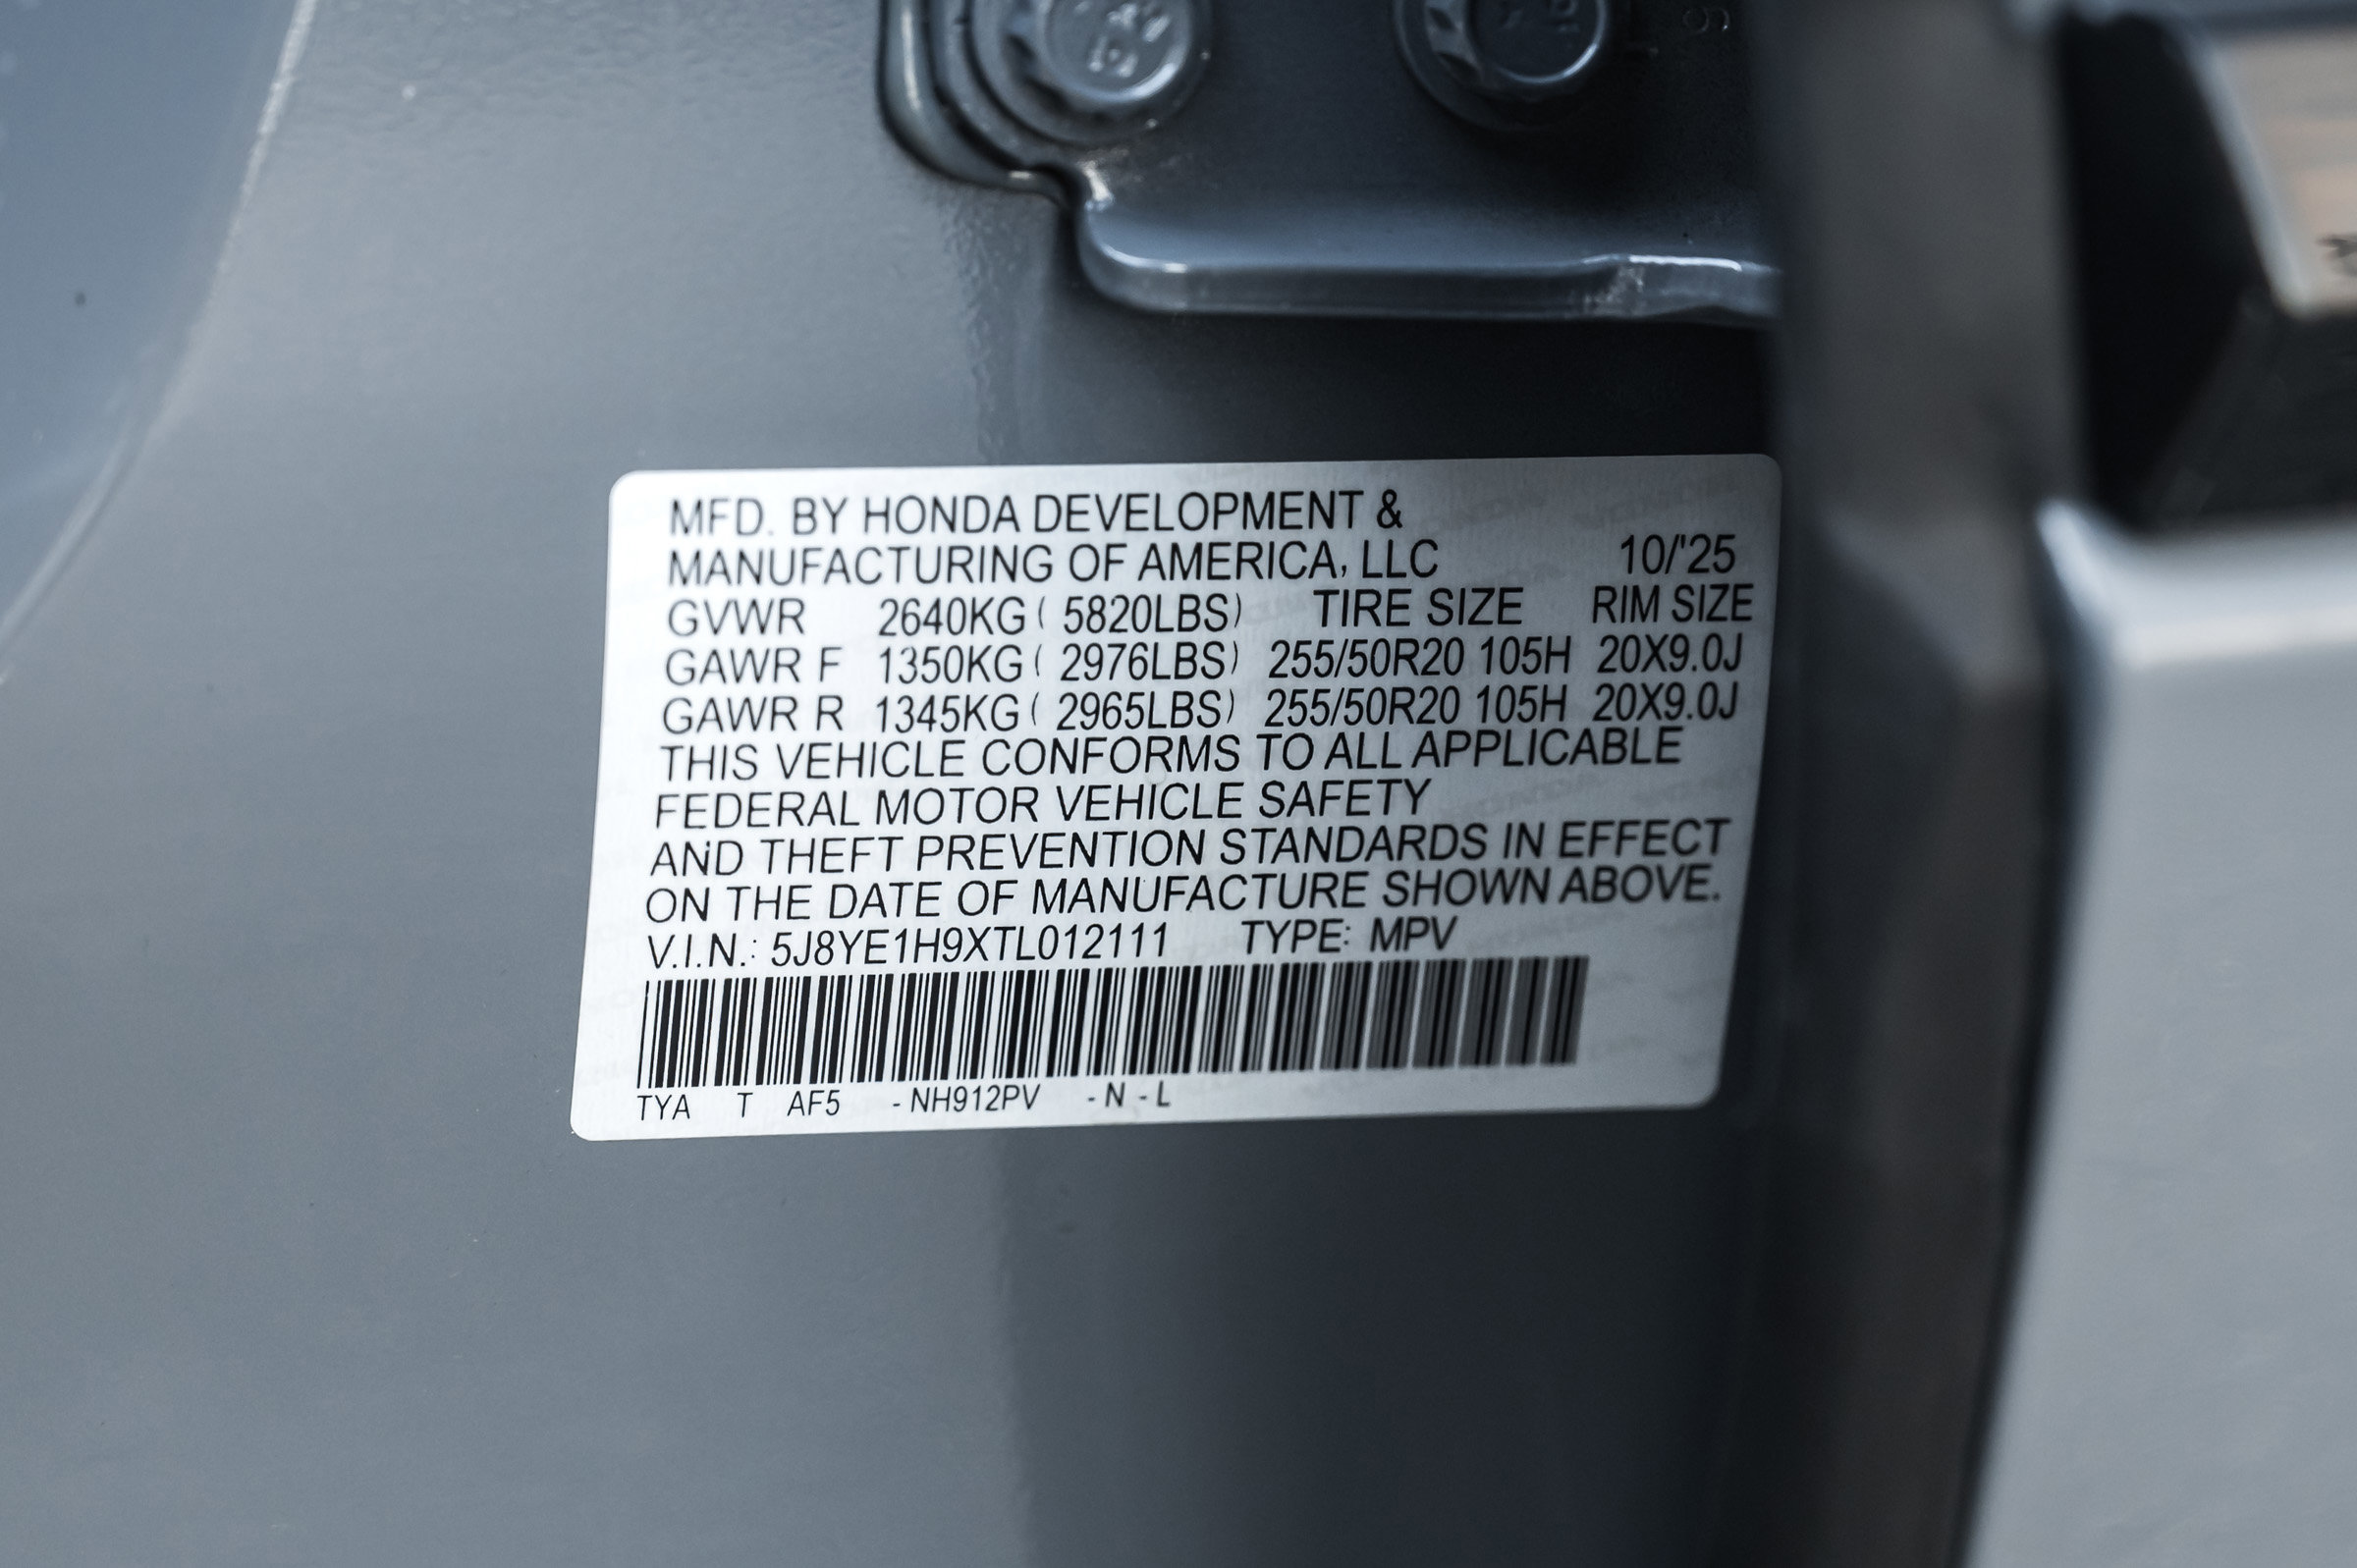 MFD. BY HONDA DEVELOPMENT &
MANUFACTURING OF AMERICA, LLC 10/'25
GVWR 2640KG ( 5820LBS) TIRE SIZE RIM SIZE
GAWR F 1350KG ( 2976LBS) 255/50R20 105H 20X9.0J
GAWR R 1345KG ( 2965LBS) 255/50R20 105H 20X9.0J
THIS VEHICLE CONFORMS TO ALL APPLICABLE
FEDERAL MOTOR VEHICLE SAFETY
AND THEFT PREVENTION STANDARDS IN EFFECT
ON THE DATE OF MANUFACTURE SHOWN ABOVE.
V.I.N.: 5J8YE1H9XTL012111 TYPE: MPV
TYA T AF5 - NH912PV - N - L